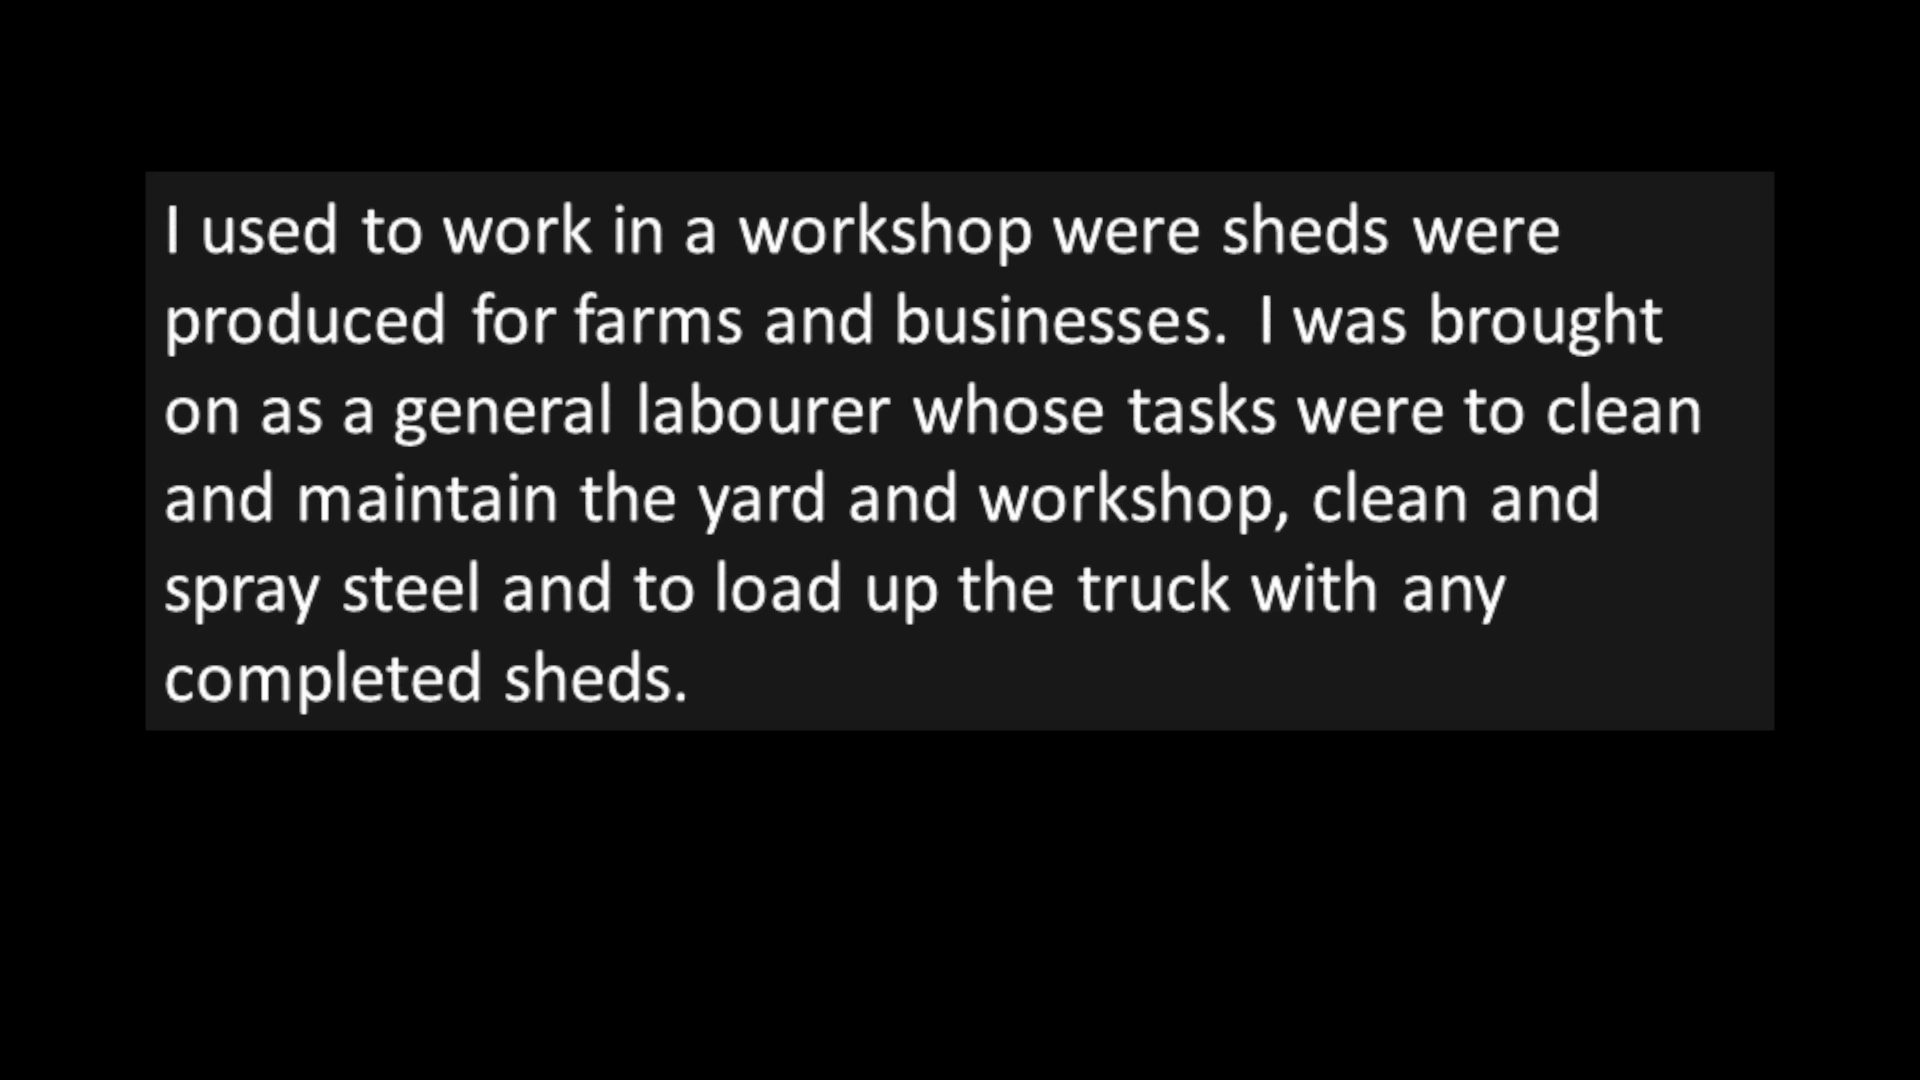 I used to work in a workshop were sheds were
produced for farms and businesses. I was brought
on as a general labourer whose tasks were to clean
and maintain the yard and workshop, clean and
spray steel and to load up the truck with any
completed sheds.